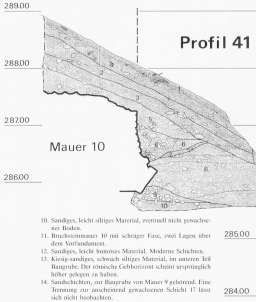 289.00
Profil 41
288.00
287.00
Mauer 10
286.00
10. Sandiges, leicht siltiges Material, eventuell nicht gewachse-
ner Boden.
11. Bruchsteinmauer 10 mit schräger Fase, zwei Lagen über
dem Vorfundament.
12. Sandiges, leicht humoses Material. Moderne Schichten.
13. Kiesig-sandiges, schwach siltiges Material, im unteren Teil
Baugrube. Der römische Gehhorizont scheint ursprünglich
höher gelegen zu haben.
14. Sandschichten, zur Baugrube von Mauer 9 gehörend. Eine
Trennung zur anscheinend gewachsenen Schicht 17 lässt
sich nicht beobachten.
285.00
284.00